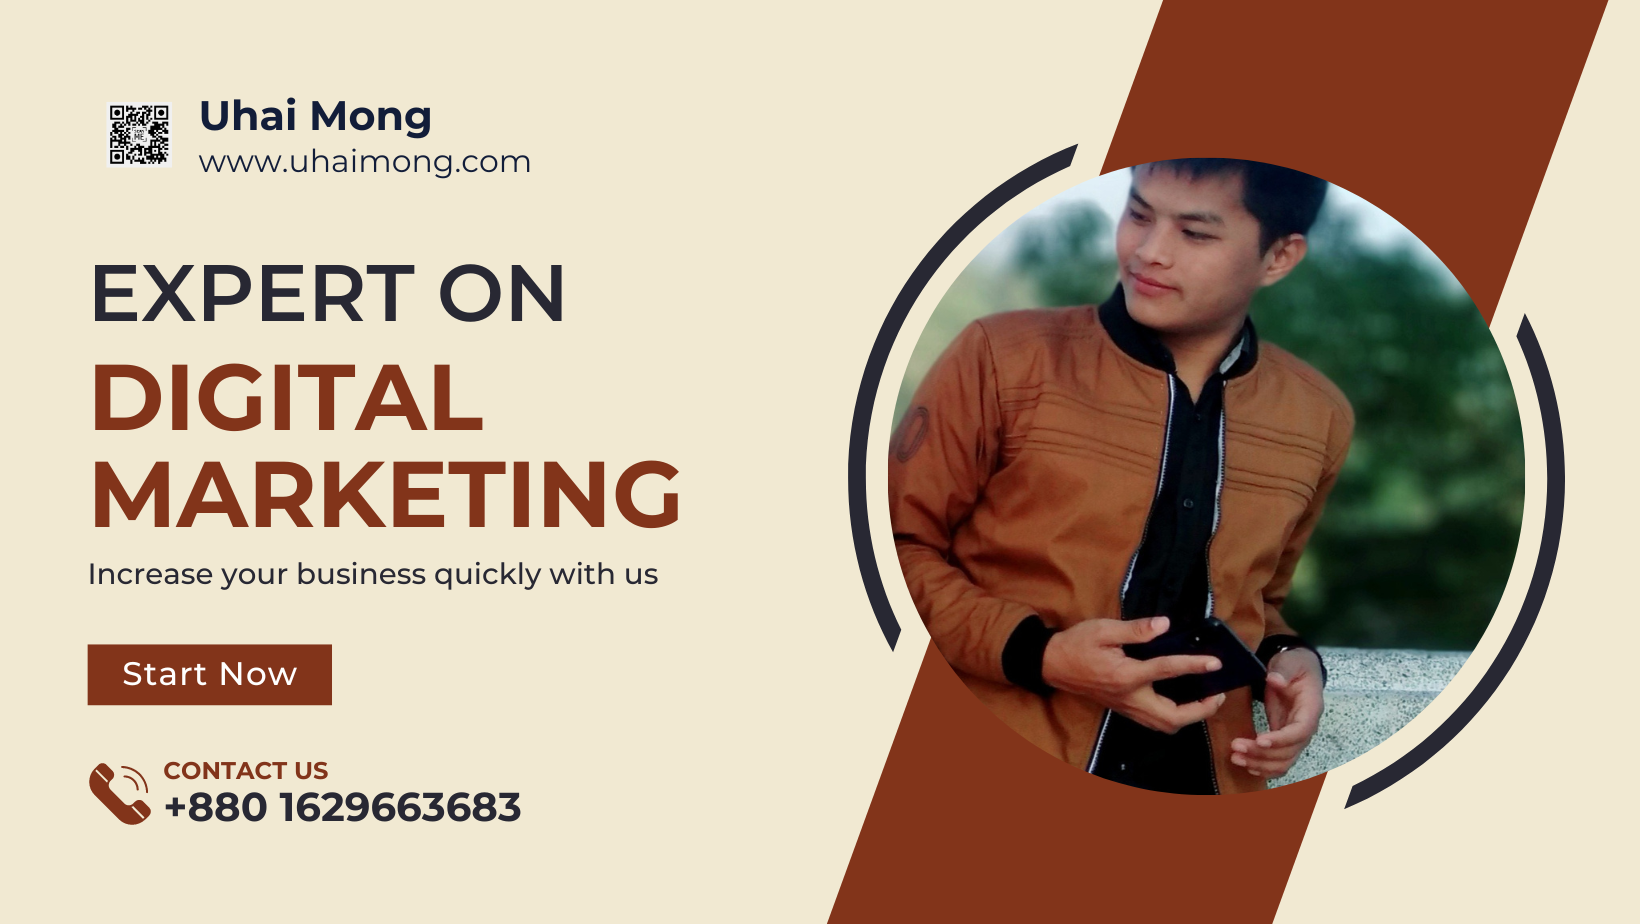 Uhai Mong
www.uhaimong.com
EXPERT ON
DIGITAL
MARKETING
Increase your business quickly with us
Start Now
CONTACT US
+880 1629663683